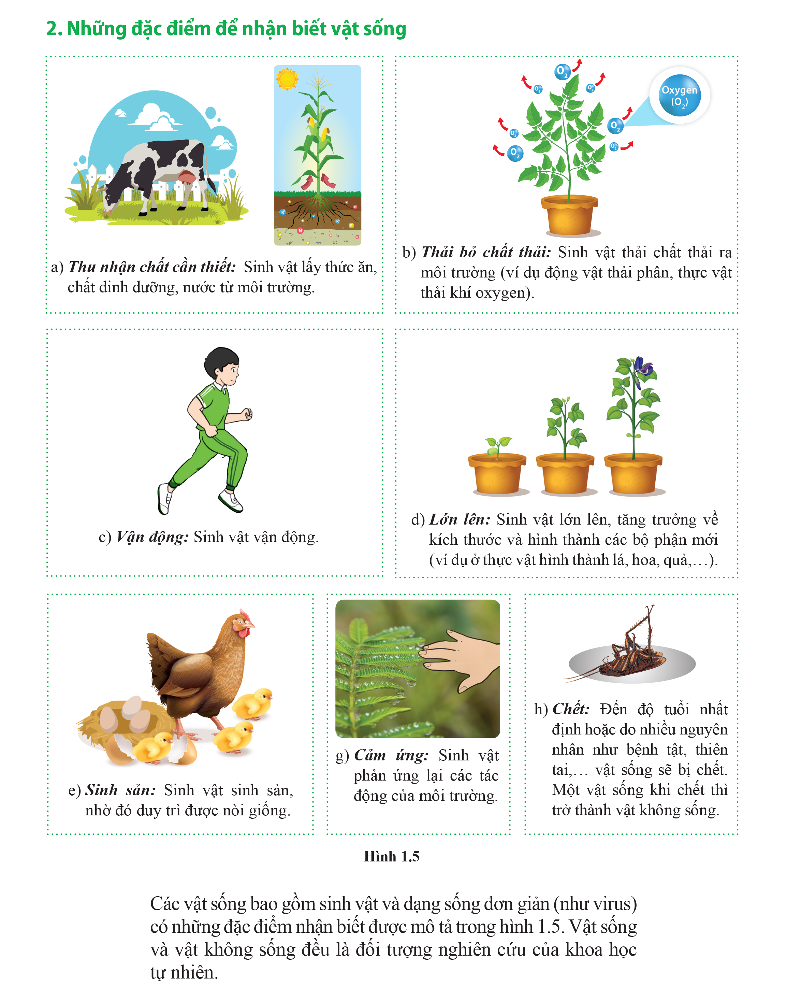 2. Những đặc điểm để nhận biết vật sống
O2
O2
O2
Oxygen
(O2)
O2
O2
O2
O2
K
K
N
N
P
P
P
N
N
a) Thu nhận chất cần thiết: Sinh vật lấy thức ăn,
chất dinh dưỡng, nước từ môi trường.
b) Thải bỏ chất thải: Sinh vật thải chất thải ra
môi trường (ví dụ động vật thải phân, thực vật
thải khí oxygen).
c) Vận động: Sinh vật vận động.
d) Lớn lên: Sinh vật lớn lên, tăng trưởng về
kích thước và hình thành các bộ phận mới
(ví dụ ở thực vật hình thành lá, hoa, quả,…).
e) Sinh sản: Sinh vật sinh sản,
nhờ đó duy trì được nòi giống.
g) Cảm ứng: Sinh vật
phản ứng lại các tác
động của môi trường.
h) Chết: Đến độ tuổi nhất
định hoặc do nhiều nguyên
nhân như bệnh tật, thiên
tai,… vật sống sẽ bị chết.
Một vật sống khi chết thì
trở thành vật không sống.
Hình 1.5
Các vật sống bao gồm sinh vật và dạng sống đơn giản (như virus)
có những đặc điểm nhận biết được mô tả trong hình 1.5. Vật sống
và vật không sống đều là đối tượng nghiên cứu của khoa học
tự nhiên.